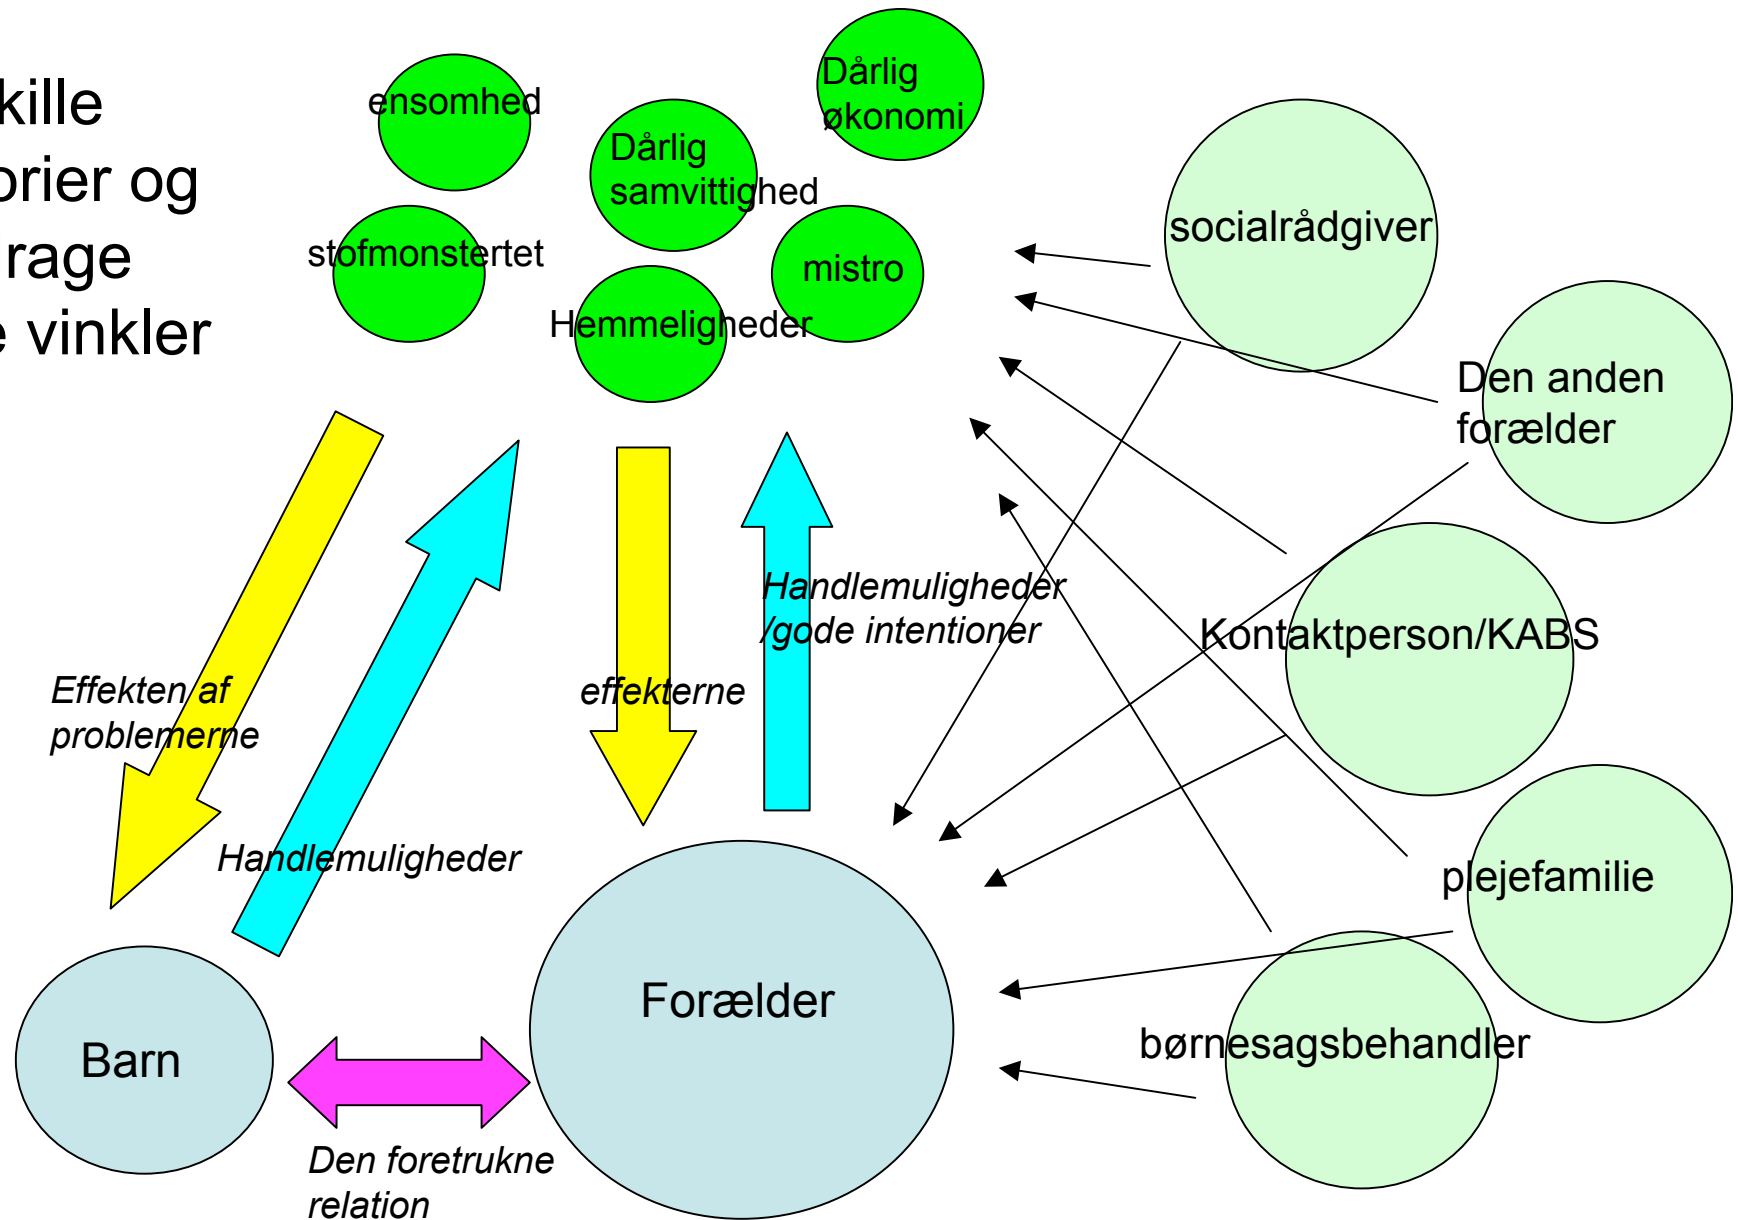 kille
orier og
rage
e vinkler
ensomhed
Dårlig
samvittighed
Dårlig
økonomi
stofmonstertet
Hemmeligheder
mistro
socialrådgiver
Den anden
forælder
Kontaktperson/KABS
plejefamilie
børnesagsbehandler
Handlemuligheder
/gode intentioner
effekterne
Effekten af
problemerne
Handlemuligheder
Forælder
Barn
Den foretrukne
relation